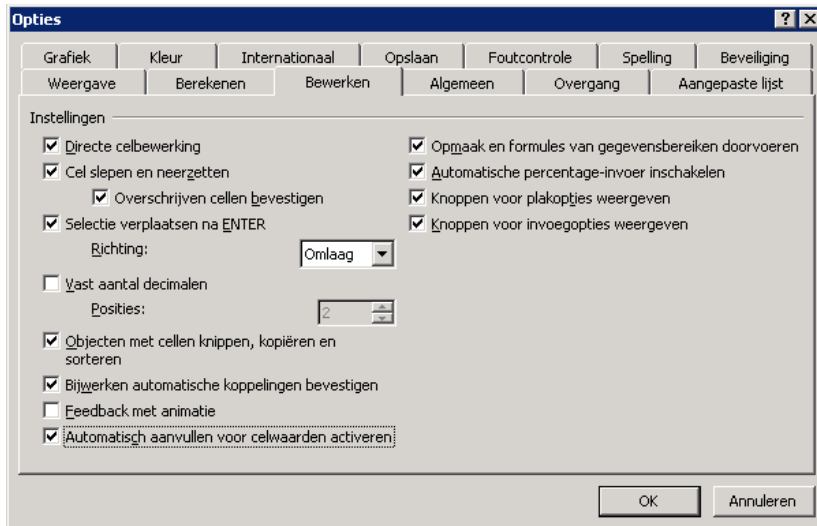 Opties
Grafiek Kleur Internationaal Opslaan Foutcontrole Spelling Beveiliging
Weergave Berekenen Bewerken Algemeen Overgang Aangepaste lijst
Instellingen
Directe celbewerking
Cel slepen en neerzetten
Overschrijven cellen bevestigen
Selectie verplaatsen na ENTER
Richting: Omlaag
Vast aantal decimalen
Posities: 2
Objecten met cellen knippen, kopiëren en
sorteren
Bijwerken automatische koppelingen bevestigen
Feedback met animatie
Automatisch aanvullen voor celwaarden activeren
Opmaak en formules van gegevensbereiken doorvoeren
Automatische percentage-invoer inschakelen
Knoppen voor plakopties weergeven
Knoppen voor invoegopties weergeven
OK Annuleren